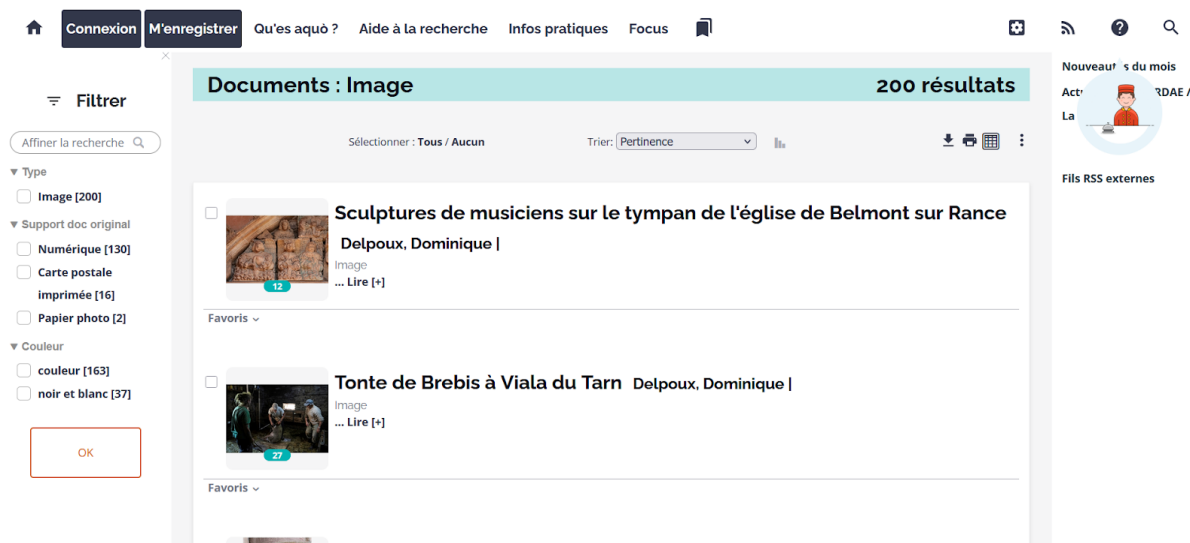 Connexion M'enregistrer Qu'es aquò ? Aide à la recherche Infos pratiques Focus
Filtrer
Affiner la recherche
Type
Image [200]
Support doc original
Numérique [130]
Carte postale
imprimée [16]
Papier photo [2]
Couleur
couleur [163]
noir et blanc [37]
OK
Documents : Image 200 résultats
Sélectionner : Tous / Aucun Trier: Pertinence
Sculptures de musiciens sur le tympan de l'église de Belmont sur Rance
Delpoux, Dominique |
Image
... Lire [+]
12
Favoris
Tonte de Brebis à Viala du Tarn Delpoux, Dominique |
Image
... Lire [+]
27
Favoris
du mois
RDAE /
La
Fils RSS externes